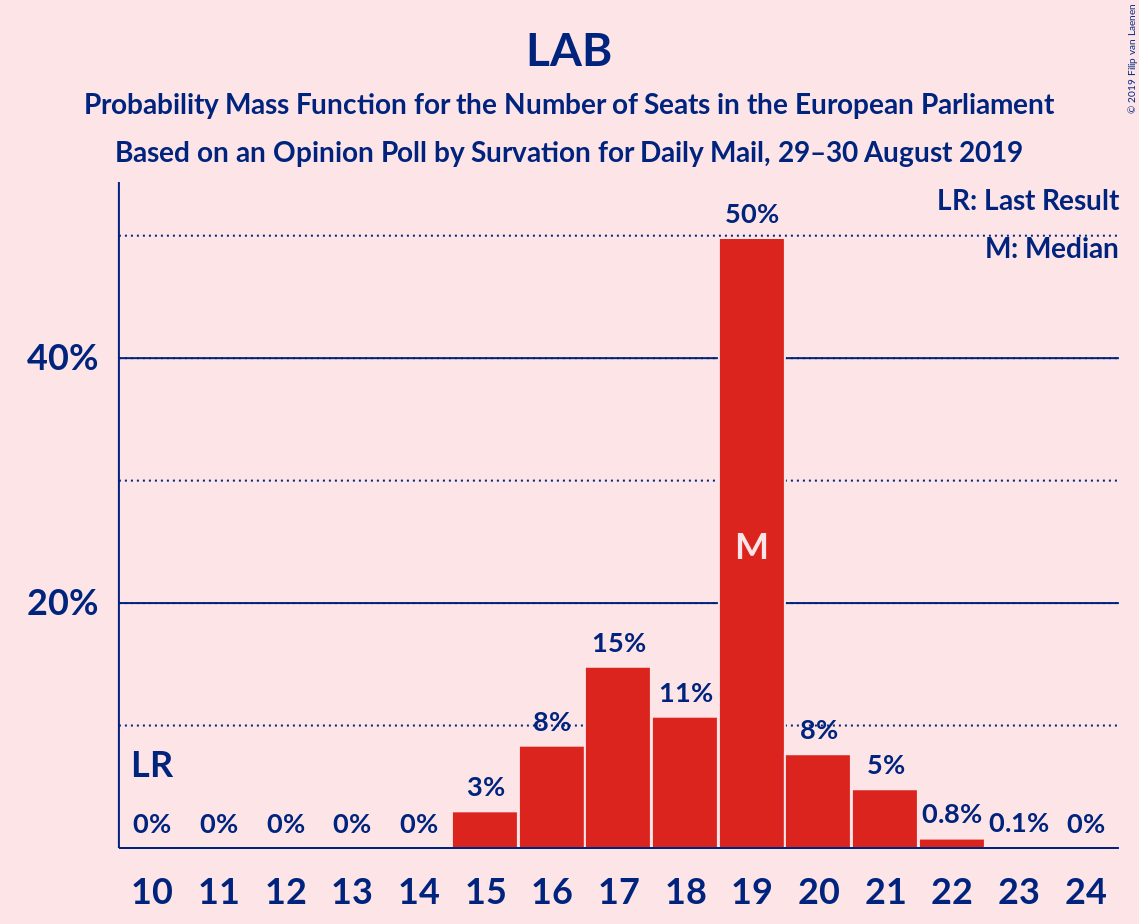 LAB
Probability Mass Function for the Number of Seats in the European Parliament
Based on an Opinion Poll by Survation for Daily Mail, 29–30 August 2019
© 2019 Filip van Laenen
LR: Last Result
M: Median
50%
40%
M
20%
15%
11%
8%
8%
LR
5%
3%
0%
0%
0%
0%
0%
0.8%
0.1%
0%
10 11 12 13 14 15 16 17 18 19 20 21 22 23 24